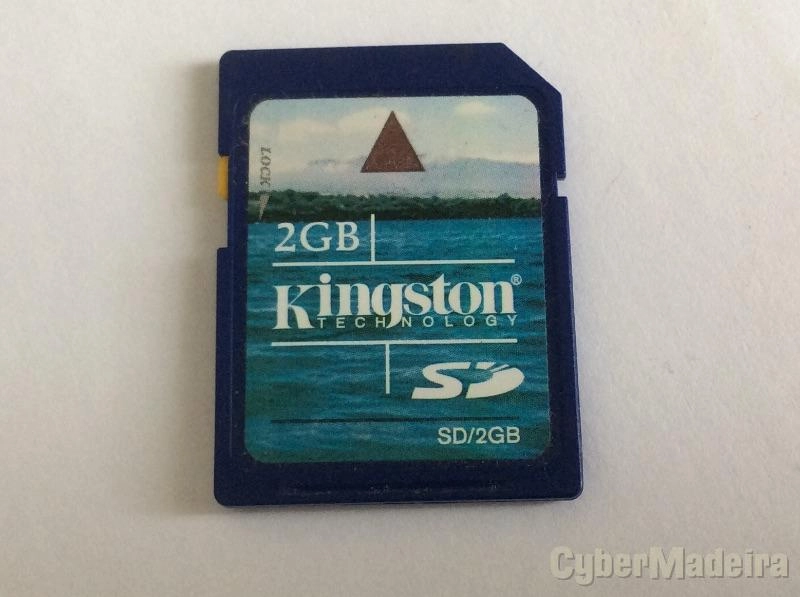 LOCK
2GB
Kingston®
TECHNOLOGY
SD
SD/2GB
CyberMadeira